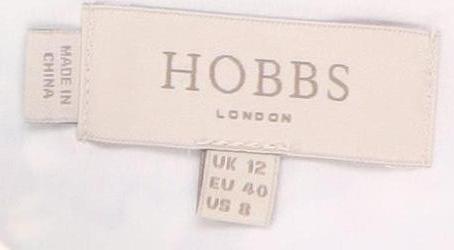 MADE IN
CHINA
HOBBS
LONDON
UK 12
EU 40
US 8